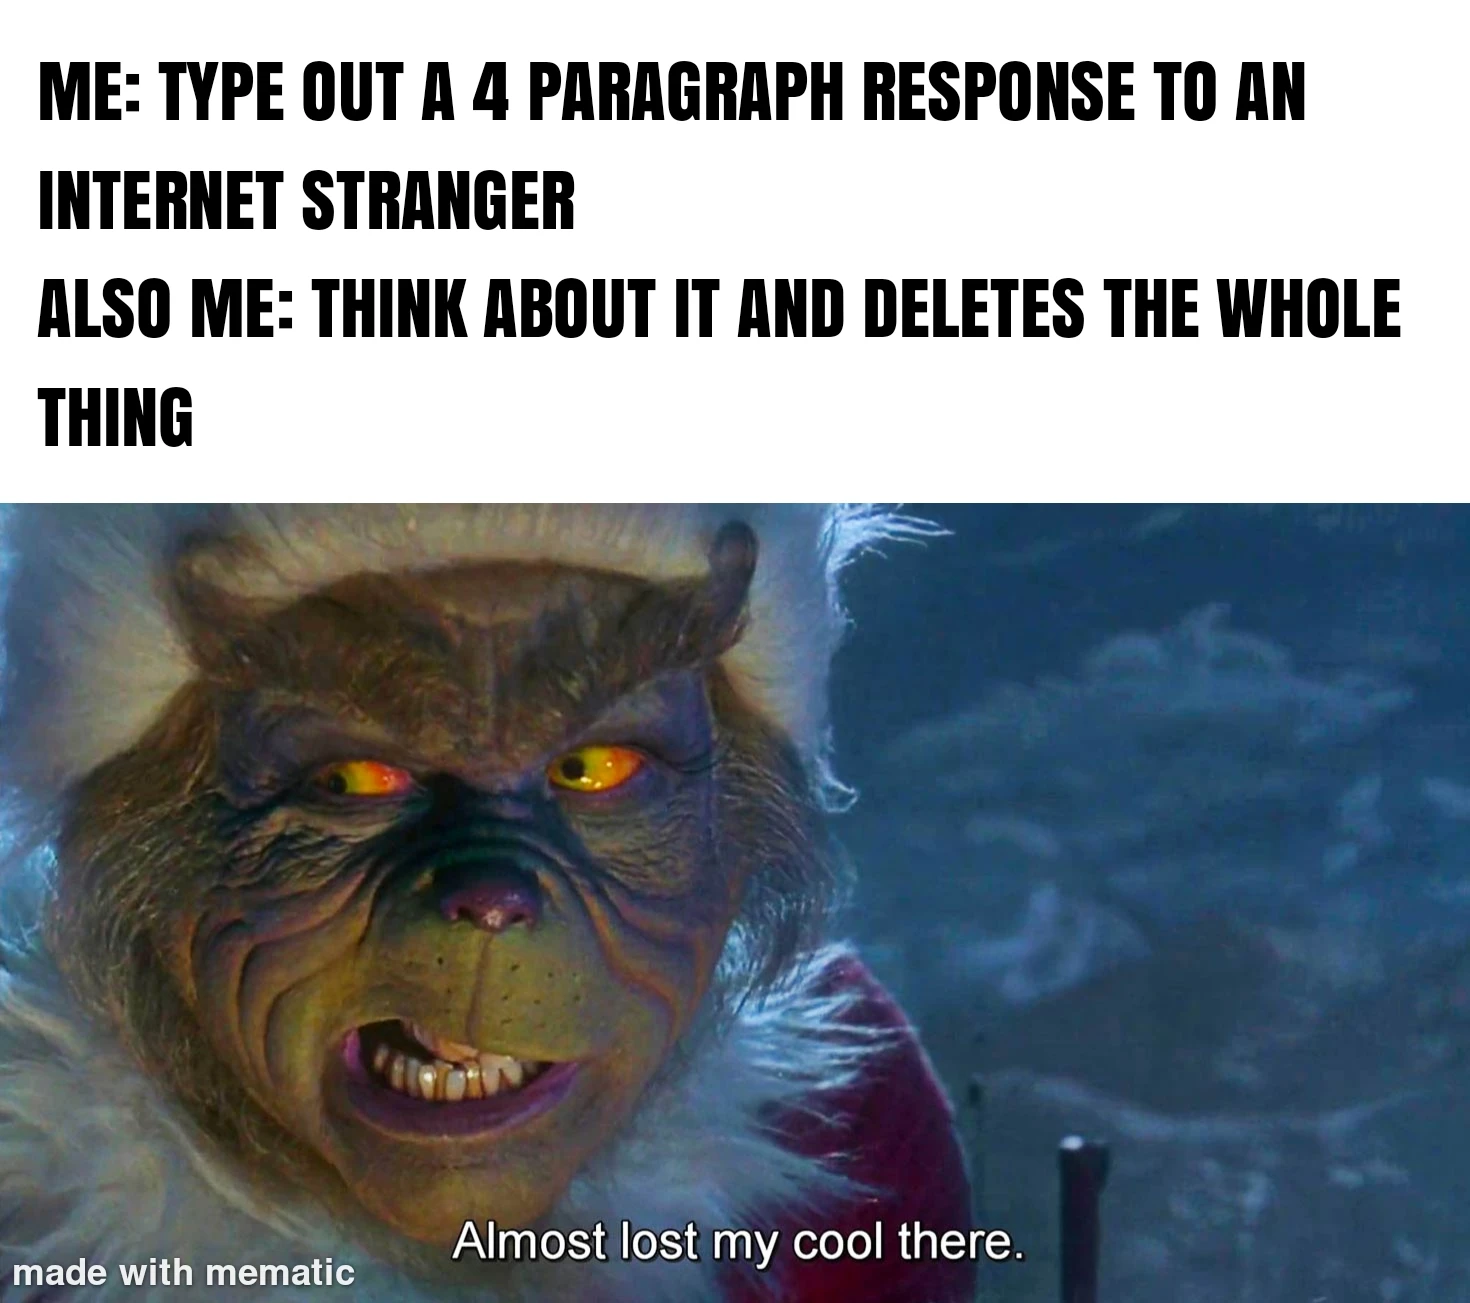 ME: TYPE OUT A 4 PARAGRAPH RESPONSE TO AN
INTERNET STRANGER
ALSO ME: THINK ABOUT IT AND DELETES THE WHOLE
THING
Almost lost my cool there.
made with mematic